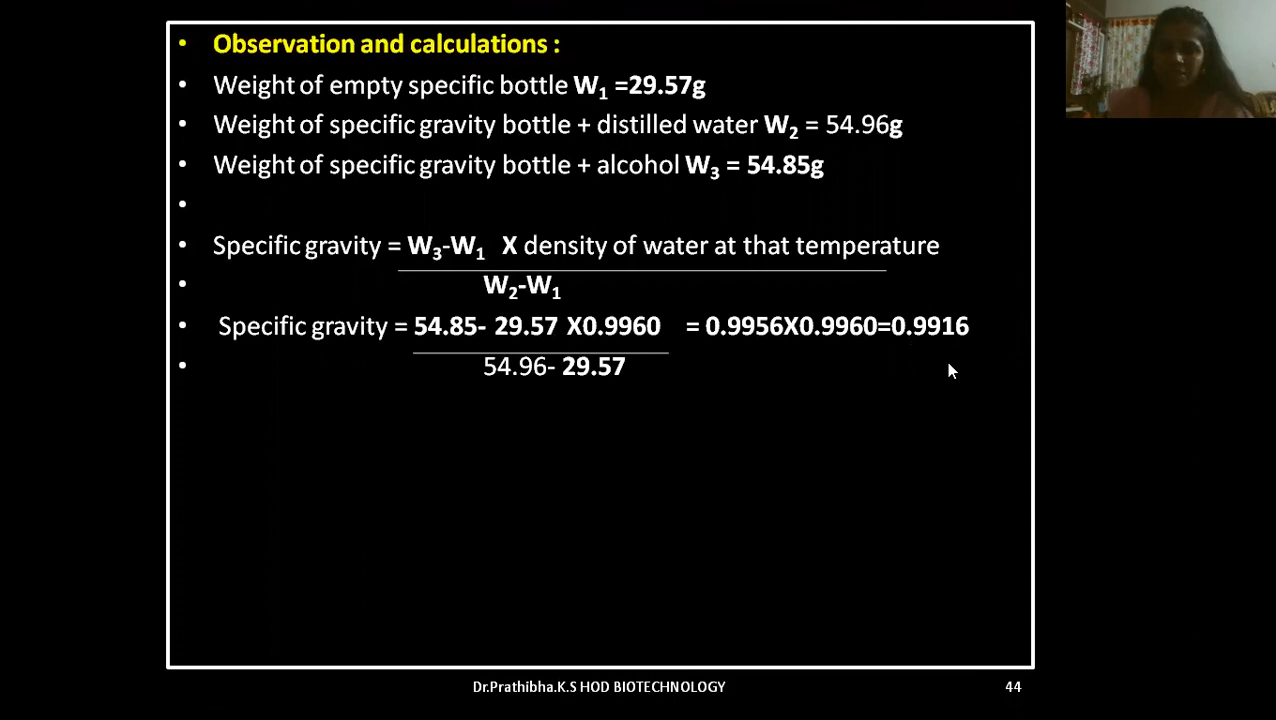 • Observation and calculations :
• Weight of empty specific bottle W₁ =29.57g
• Weight of specific gravity bottle + distilled water W₂ = 54.96g
• Weight of specific gravity bottle + alcohol W₃ = 54.85g
•
• Specific gravity = W₃-W₁ X density of water at that temperature
• W₂-W₁
• Specific gravity = 54.85- 29.57 X0.9960 = 0.9956X0.9960=0.9916
• 54.96- 29.57
Dr.Prathibha.K.S HOD BIOTECHNOLOGY 44